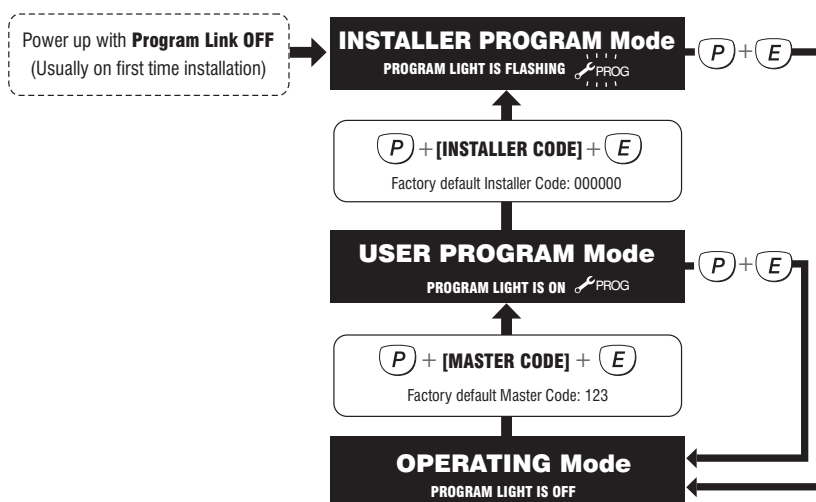 Power up with Program Link OFF
(Usually on first time installation)
INSTALLER PROGRAM Mode
PROGRAM LIGHT IS FLASHING PROG
P + E
P + [INSTALLER CODE] + E
Factory default Installer Code: 000000
USER PROGRAM Mode
PROGRAM LIGHT IS ON PROG
P + E
P + [MASTER CODE] + E
Factory default Master Code: 123
OPERATING Mode
PROGRAM LIGHT IS OFF